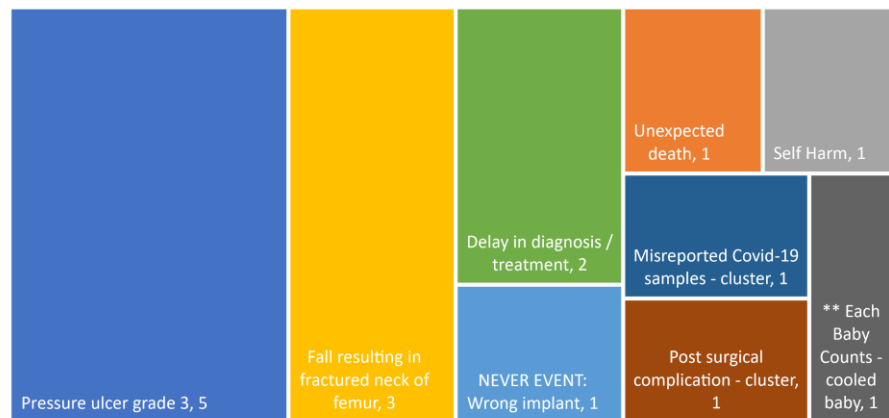 Pressure ulcer grade 3, 5
Fall resulting in
fractured neck of
femur, 3
Delay in diagnosis /
treatment, 2
NEVER EVENT:
Wrong implant, 1
Unexpected
death, 1
Self Harm, 1
Misreported Covid-19
samples - cluster, 1
Post surgical
complication - cluster,
1
** Each
Baby
Counts -
cooled
baby, 1